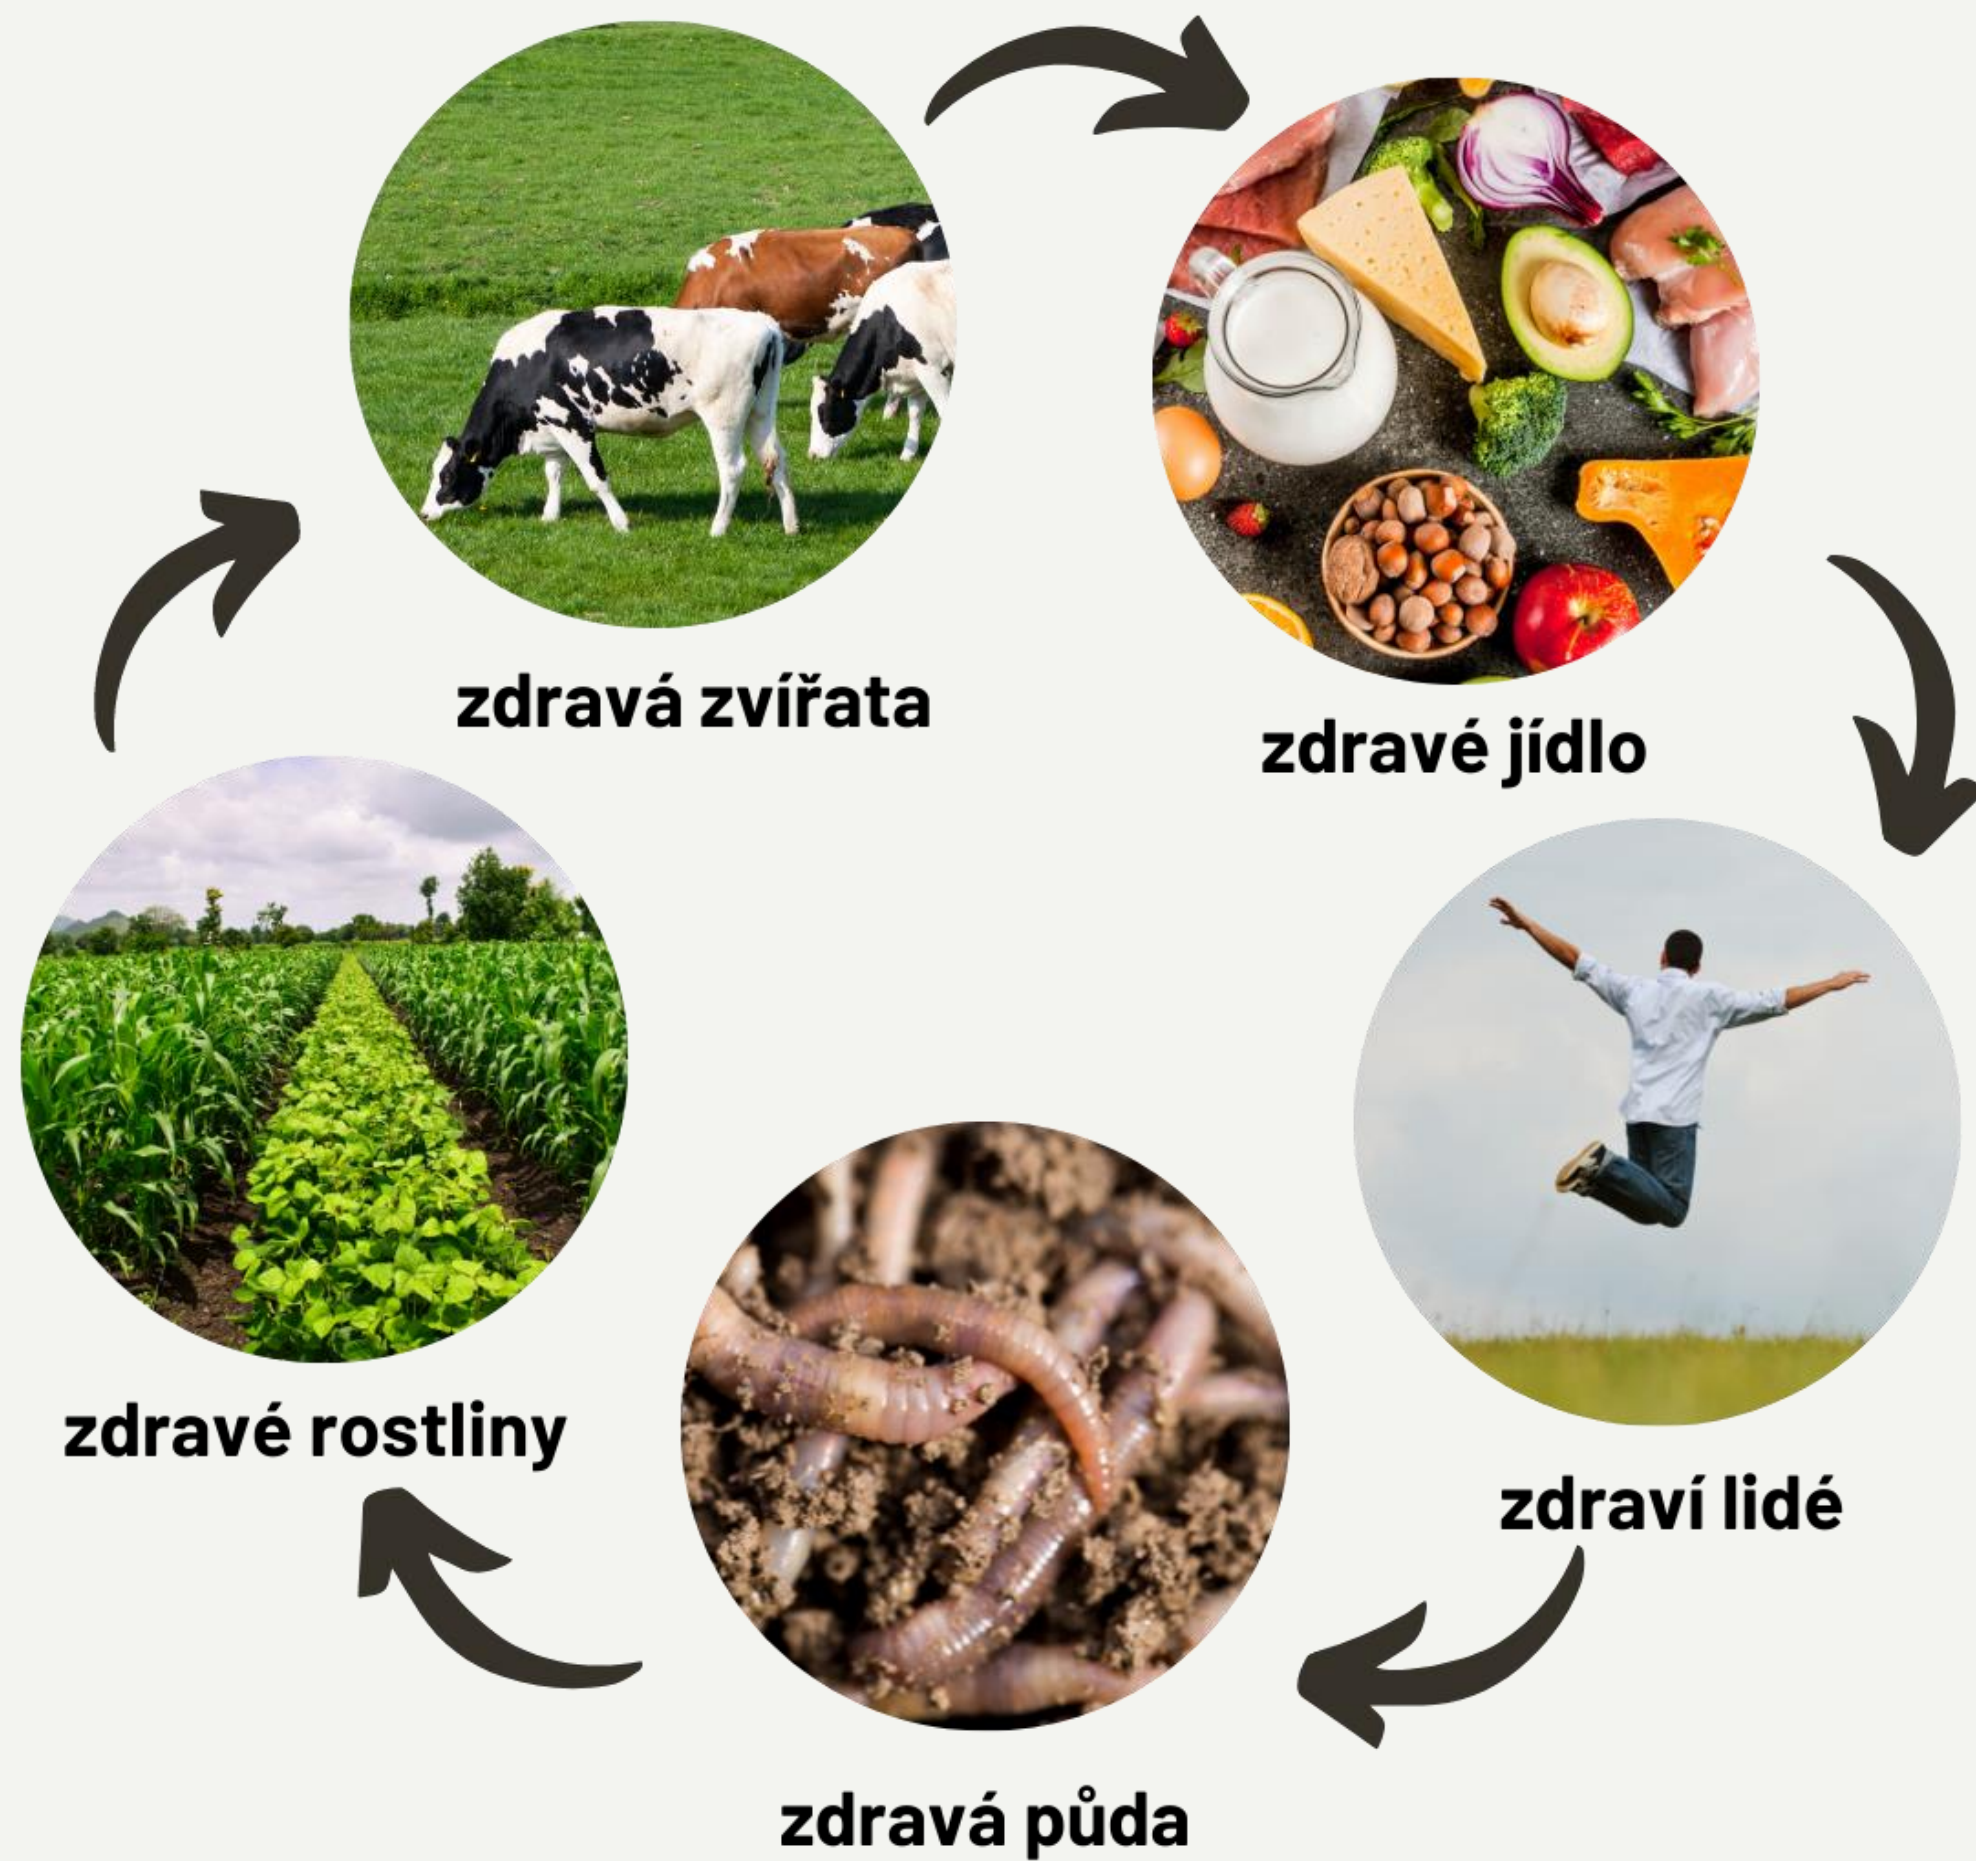 zdravá zvířata
zdravé jídlo
zdravé rostliny
zdraví lidé
zdravá půda